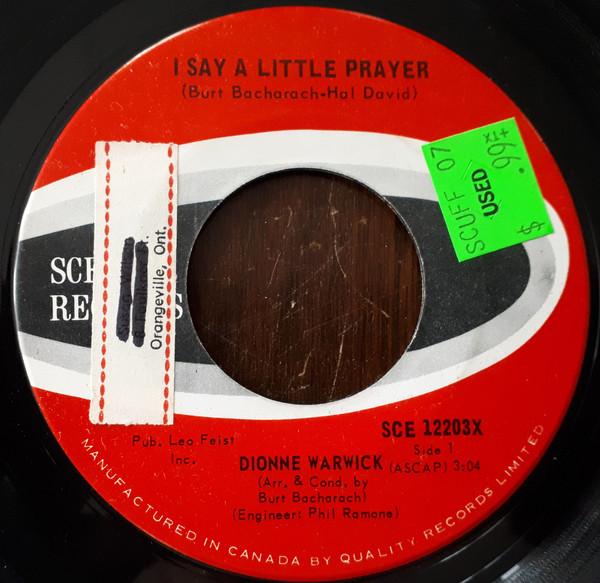 I SAY A LITTLE PRAYER
(Burt Bacharach-Hal David)
SCUFF 07
USED
.99
$
Orangeville, Ont.
Pub. Leo Feist
Inc.
SCE 12203X
Side 1
(ASCAP) 3:04
DIONNE WARWICK
(Arr. & Cond. by
Burt Bacharach)
(Engineer: Phil Ramone)
MANUFACTURED IN CANADA BY QUALITY RECORDS LIMITED